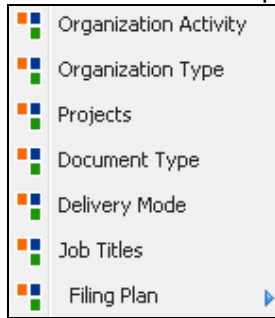 Organization Activity
Organization Type
Projects
Document Type
Delivery Mode
Job Titles
Filing Plan